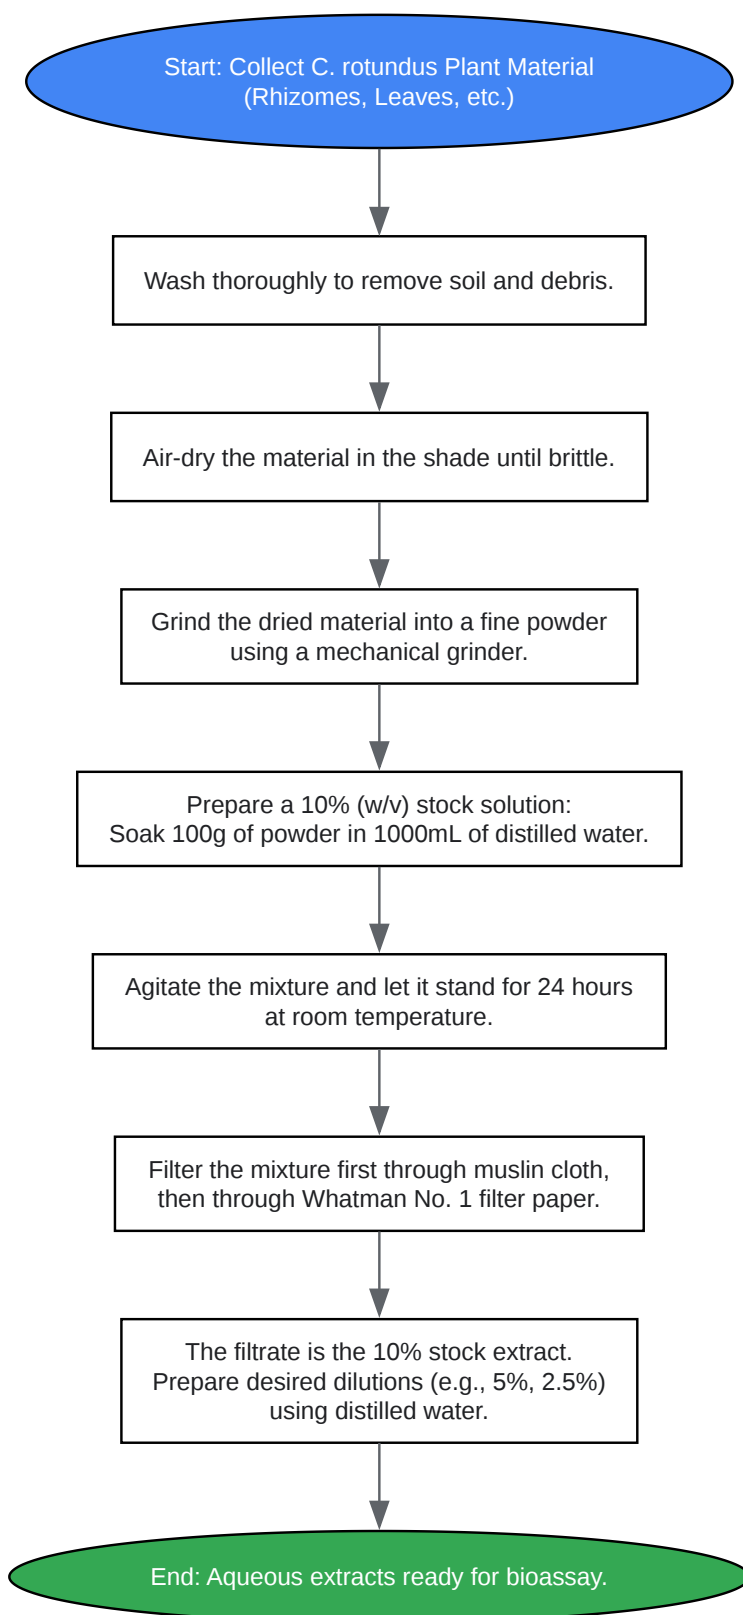 Start: Collect C. rotundus Plant Material
(Rhizomes, Leaves, etc.)
Wash thoroughly to remove soil and debris.
Air-dry the material in the shade until brittle.
Grind the dried material into a fine powder
using a mechanical grinder.
Prepare a 10% (w/v) stock solution:
Soak 100g of powder in 1000mL of distilled water.
Agitate the mixture and let it stand for 24 hours
at room temperature.
Filter the mixture first through muslin cloth,
then through Whatman No. 1 filter paper.
The filtrate is the 10% stock extract.
Prepare desired dilutions (e.g., 5%, 2.5%)
using distilled water.
End: Aqueous extracts ready for bioassay.